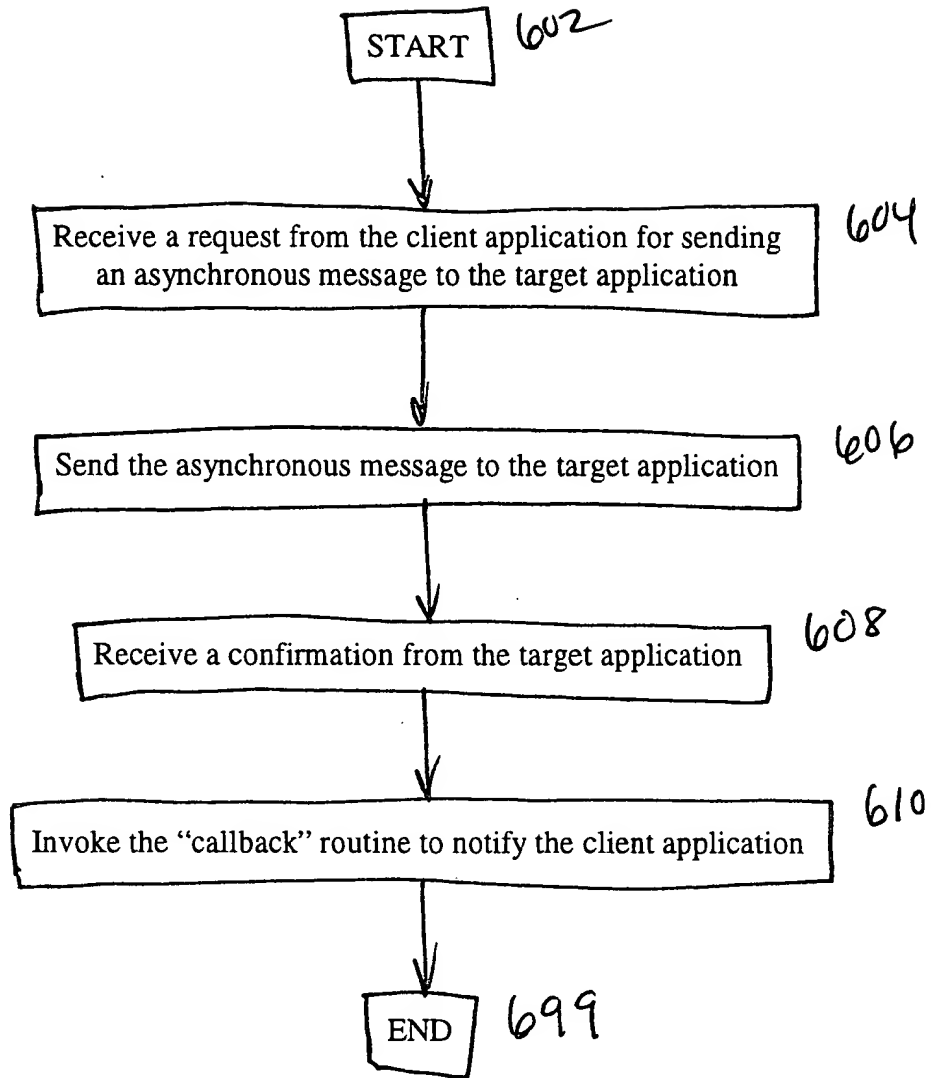 START 602
Receive a request from the client application for sending 604
an asynchronous message to the target application
Send the asynchronous message to the target application 606
Receive a confirmation from the target application 608
Invoke the “callback” routine to notify the client application 610
END 699